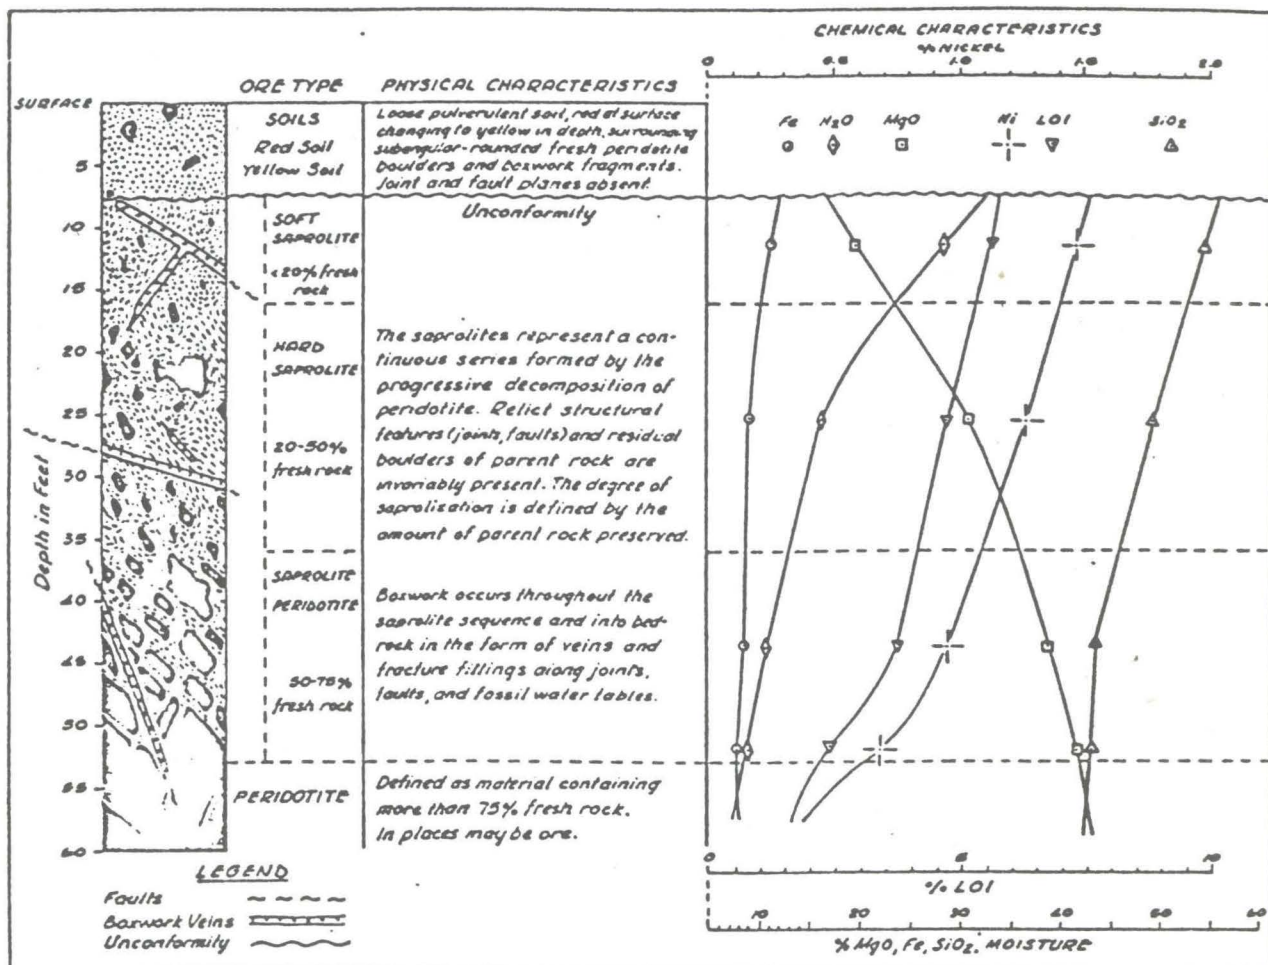 CHEMICAL CHARACTERISTICS
% NICKEL
0 0.5 1.0 2.0
ORE TYPE PHYSICAL CHARACTERISTICS
SURFACE
SOILS
Red Soil
Yellow Soil
Loose pulverulent soil, red at surface
changing to yellow in depth, surrounding
subangular-rounded fresh peridotite
boulders and boxwork fragments.
Joint and fault planes absent.
Fe H2O MgO Ni LOI SiO2
Unconformity
SOFT
SAPROLITE
<20% fresh
rock
HARD
SAPROLITE
20-50%
fresh rock
The saprolites represent a con-
tinuous series formed by the
progressive decomposition of
peridotite. Relict structural
features (joints, faults) and residual
boulders of parent rock are
invariably present. The degree of
saprolization is defined by the
amount of parent rock preserved.
SAPROLITE
PERIDOTITE
50-75%
fresh rock
Boxwork occurs throughout the
saprolite sequence and into bed-
rock in the form of veins and
fracture fillings along joints,
faults, and fossil water tables.
PERIDOTITE
Defined as material containing
more than 75% fresh rock.
In places may be ore.
Depth in Feet
5
10
15
20
25
30
35
40
45
50
55
60
LEGEND
Faults
Boxwork Veins
Unconformity
0 5 10
% LOI
10 20 30 40 50 60
% MgO, Fe, SiO2, MOISTURE